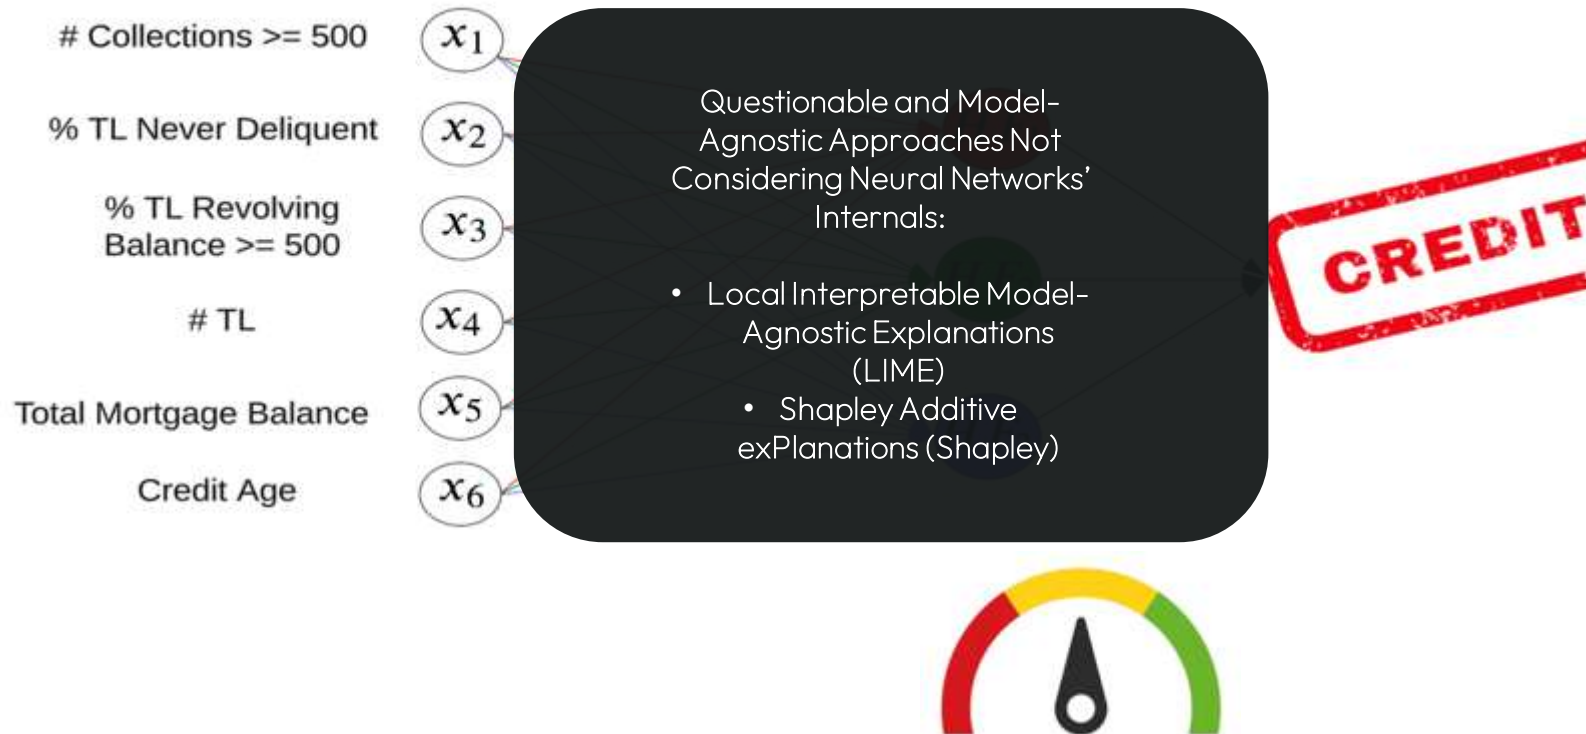 # Collections >= 500
x1
% TL Never Deliquent
x2
% TL Revolving
Balance >= 500
x3
# TL
x4
Total Mortgage Balance
x5
Credit Age
x6
Questionable and Model-
Agnostic Approaches Not
Considering Neural Networks’
Internals:
• Local Interpretable Model-
Agnostic Explanations
(LIME)
• Shapley Additive
exPlanations (Shapley)
CREDIT